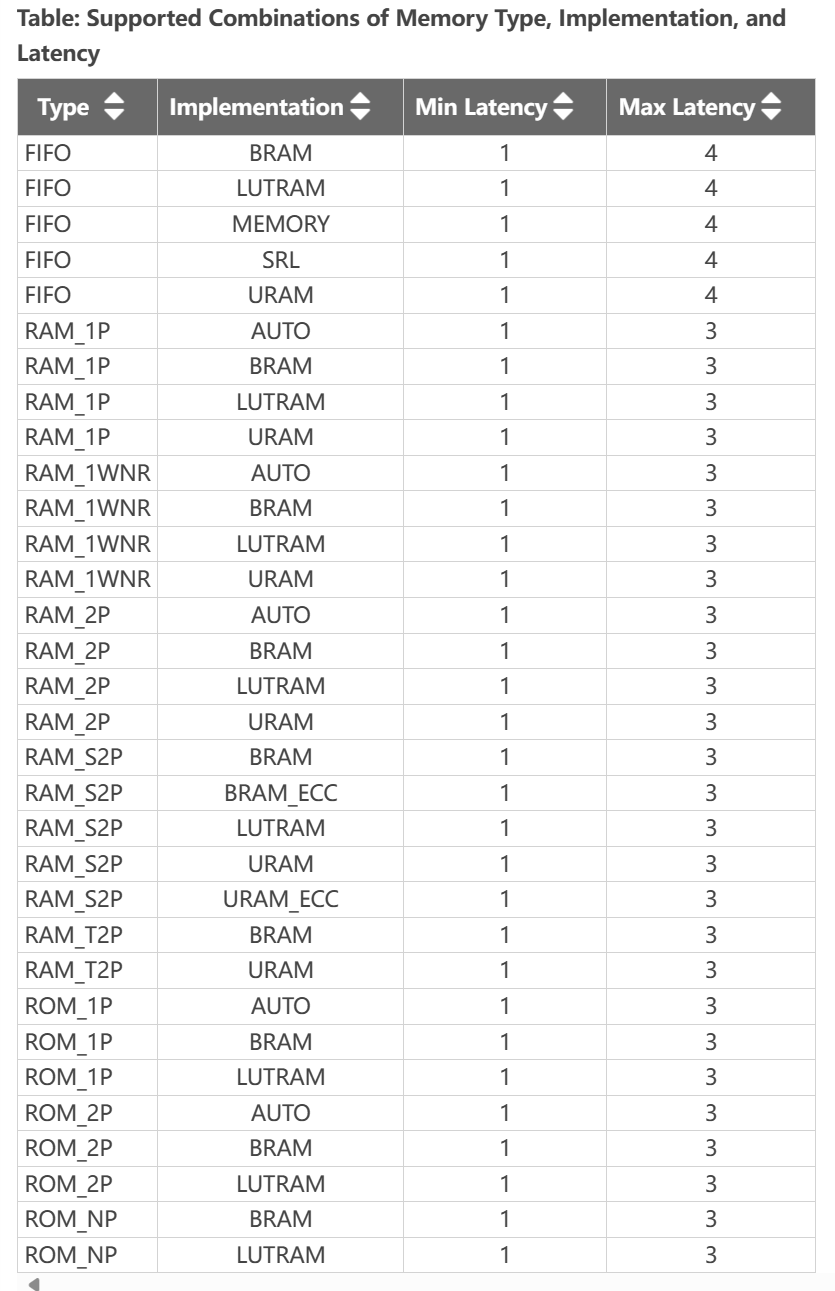 Table: Supported Combinations of Memory Type, Implementation, and
Latency
Type Implementation Min Latency Max Latency
FIFO BRAM 1 4
FIFO LUTRAM 1 4
FIFO MEMORY 1 4
FIFO SRL 1 4
FIFO URAM 1 4
RAM_1P AUTO 1 3
RAM_1P BRAM 1 3
RAM_1P LUTRAM 1 3
RAM_1P URAM 1 3
RAM_1WNR AUTO 1 3
RAM_1WNR BRAM 1 3
RAM_1WNR LUTRAM 1 3
RAM_1WNR URAM 1 3
RAM_2P AUTO 1 3
RAM_2P BRAM 1 3
RAM_2P LUTRAM 1 3
RAM_2P URAM 1 3
RAM_S2P BRAM 1 3
RAM_S2P BRAM_ECC 1 3
RAM_S2P LUTRAM 1 3
RAM_S2P URAM 1 3
RAM_S2P URAM_ECC 1 3
RAM_T2P BRAM 1 3
RAM_T2P URAM 1 3
ROM_1P AUTO 1 3
ROM_1P BRAM 1 3
ROM_1P LUTRAM 1 3
ROM_2P AUTO 1 3
ROM_2P BRAM 1 3
ROM_2P LUTRAM 1 3
ROM_NP BRAM 1 3
ROM_NP LUTRAM 1 3